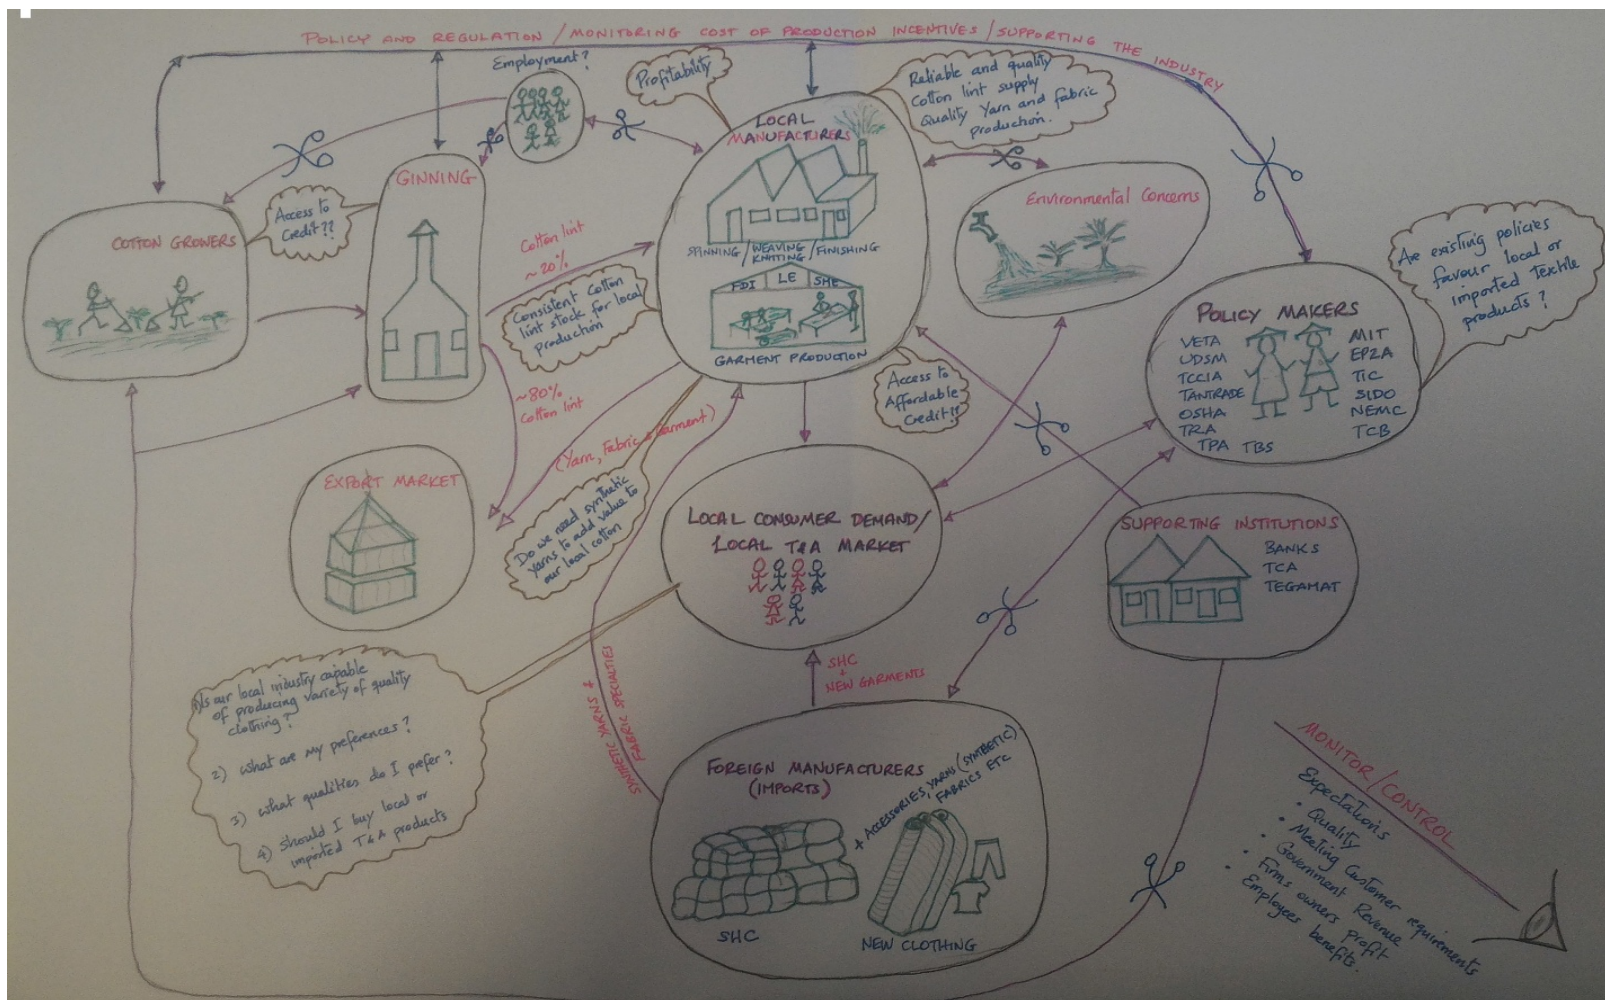 POLICY AND REGULATION / MONITORING COST OF PRODUCTION INCENTIVES / SUPPORTING THE INDUSTRY
Employment?
Profitability
Reliable and quality
Cotton lint supply
Quality Yarn and fabric
production.
LOCAL
MANUFACTURERS
GINNING
COTTON GROWERS
Access to
Credit??
Cotton lint
~20%
SPINNING / WEAVING / FINISHING
KNITTING
FDI LE SME
GARMENT PRODUCTION
Environmental Concerns
Are existing policies
favour local or
imported textile
products?
POLICY MAKERS
VETA
UDSM
TCCIA
TANTRADE
OSHA
TRA
TPA TBS
MIT
EPZA
TIC
SIDO
NEMC
TCB
Consistent Cotton
lint stock for local
production
~80%
Cotton lint
Access to
Affordable
Credit!?
(Yarn, Fabric & Garment)
EXPORT MARKET
Do we need synthetic
yarns to add value to
our local cotton
LOCAL CONSUMER DEMAND/
LOCAL T&A MARKET
SUPPORTING INSTITUTIONS
BANKS
TCA
TEGAMAT
1) Is our local industry capable
of producing variety of quality
clothing?
2) What are my preferences?
3) What qualities do I prefer?
4) Should I buy local or
imported T&A products
SYNTHETIC YARNS &
FABRIC SPECIALTIES
SHC
+
NEW GARMENTS
FOREIGN MANUFACTURERS
(IMPORTS)
+ ACCESSORIES, YARNS (SYNTHETIC)
FABRICS ETC
SHC
NEW CLOTHING
MONITOR/CONTROL
Expectations
• Quality
• Meeting Customer requirements
• Government Revenue
• Firms owners profit
• Employees benefits.